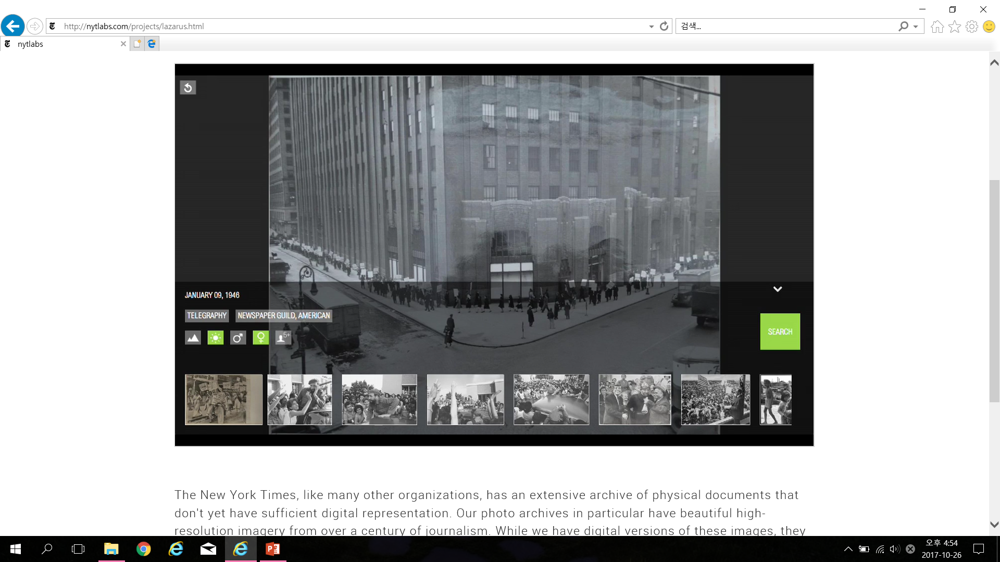 http://nytlabs.com/projects/lazarus.html
검색...
nytlabs
JANUARY 09, 1946
TELEGRAPHY
NEWSPAPER GUILD, AMERICAN
5+
SEARCH
The New York Times, like many other organizations, has an extensive archive of physical documents that
don't yet have sufficient digital representation. Our photo archives in particular have beautiful high-
resolution imagery from over a century of journalism. While we have digital versions of these images, they
오후 4:54
2017-10-26